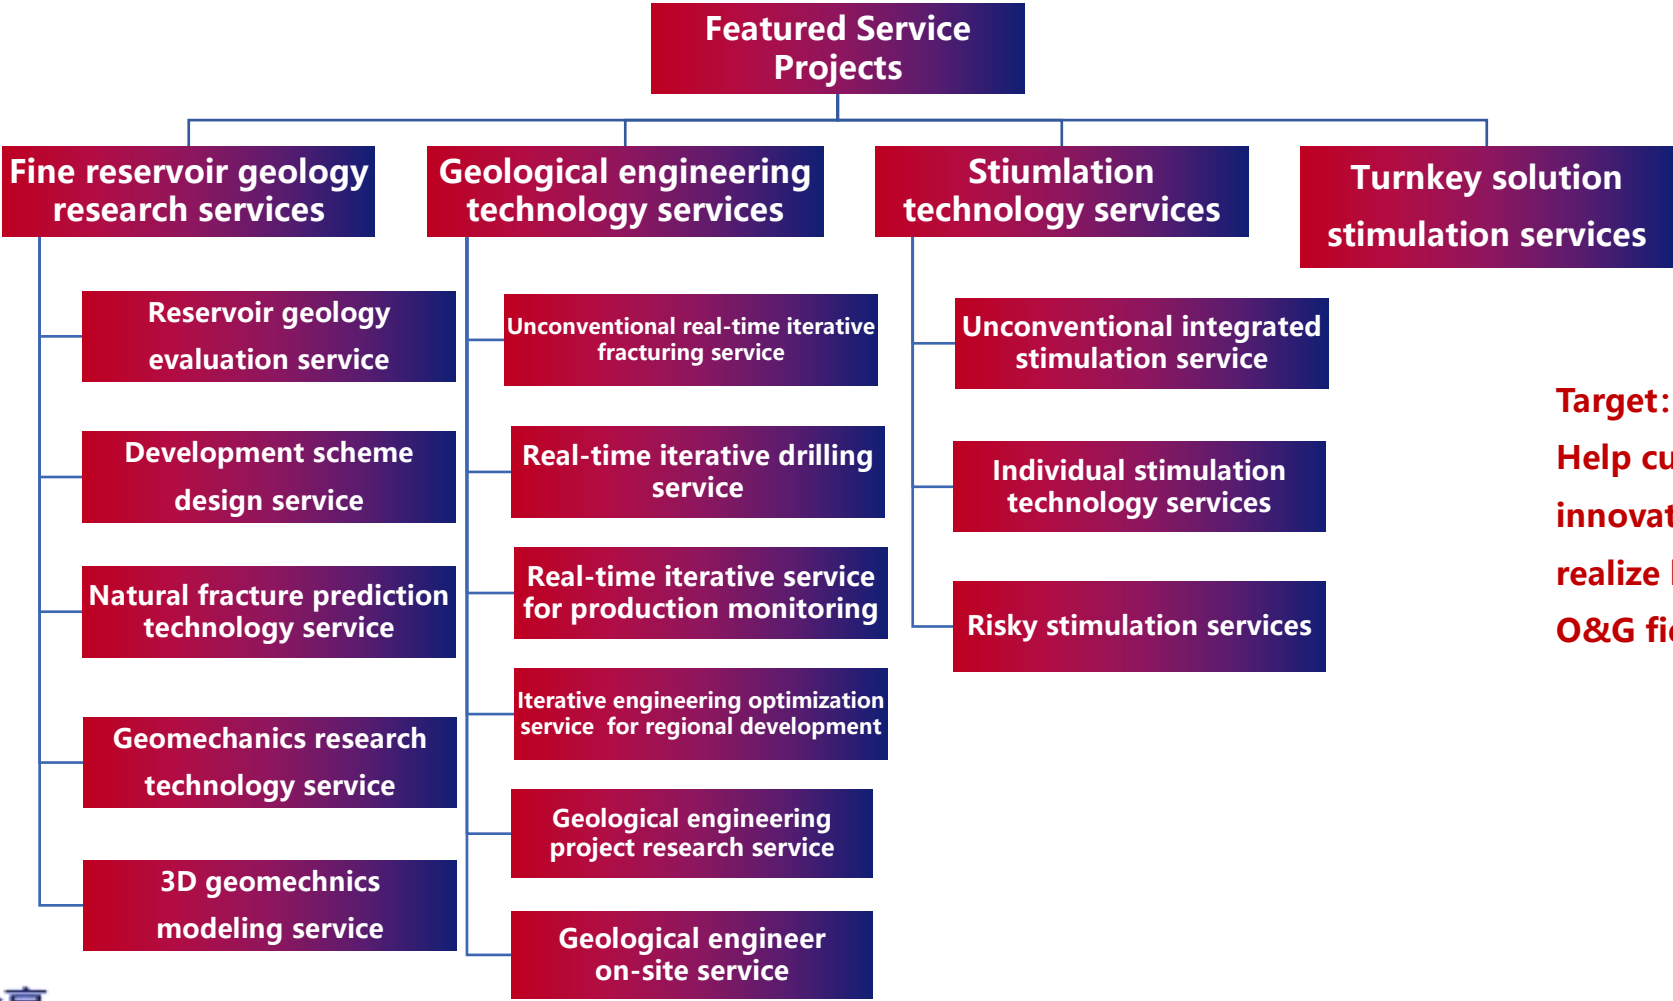 Featured Service
Projects
Fine reservoir geology
research services
Geological engineering
technology services
Stiumlation
technology services
Turnkey solution
stimulation services
Reservoir geology
evaluation service
Development scheme
design service
Natural fracture prediction
technology service
Geomechanics research
technology service
3D geomechnics
modeling service
Unconventional real-time iterative
fracturing service
Real-time iterative drilling
service
Real-time iterative service
for production monitoring
Iterative engineering optimization
service for regional development
Geological engineering
project research service
Geological engineer
on-site service
Unconventional integrated
stimulation service
Individual stimulation
technology services
Risky stimulation services
Target:
Help
realize
O&G